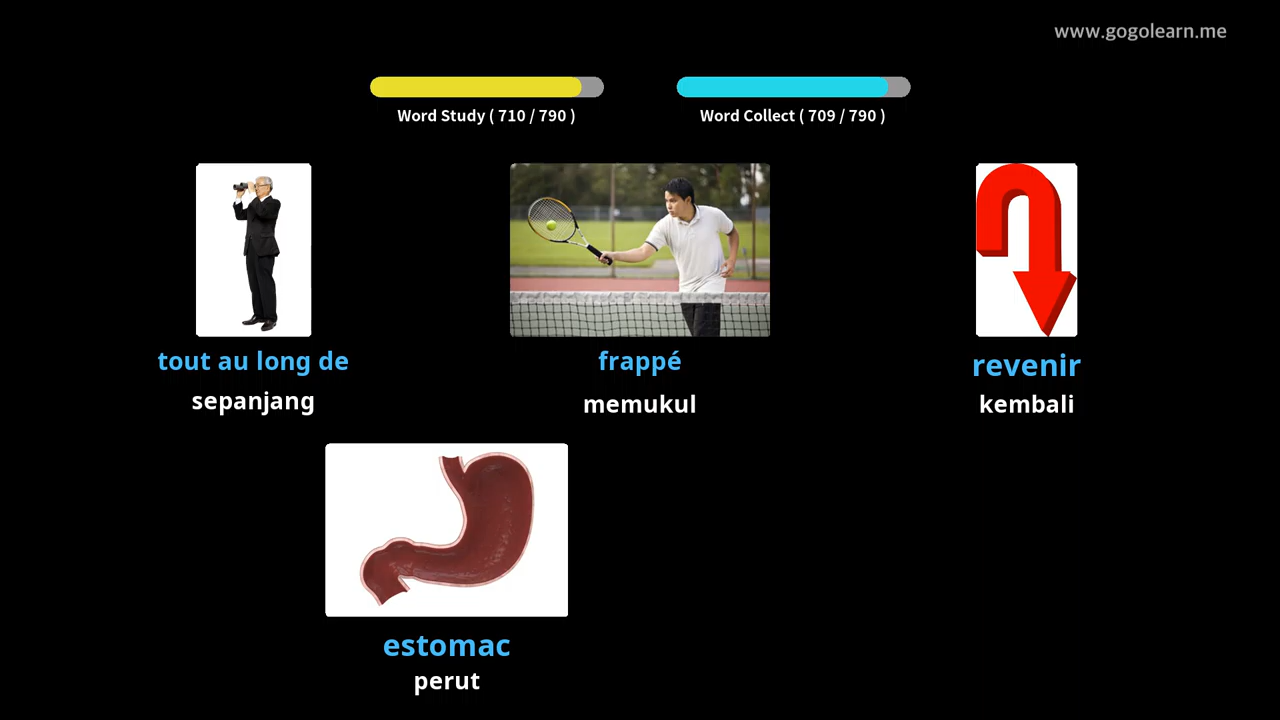 www.gogolearn.me
Word Study ( 710 / 790 )
Word Collect ( 709 / 790 )
tout au long de
sepanjang
frappé
memukul
revenir
kembali
estomac
perut